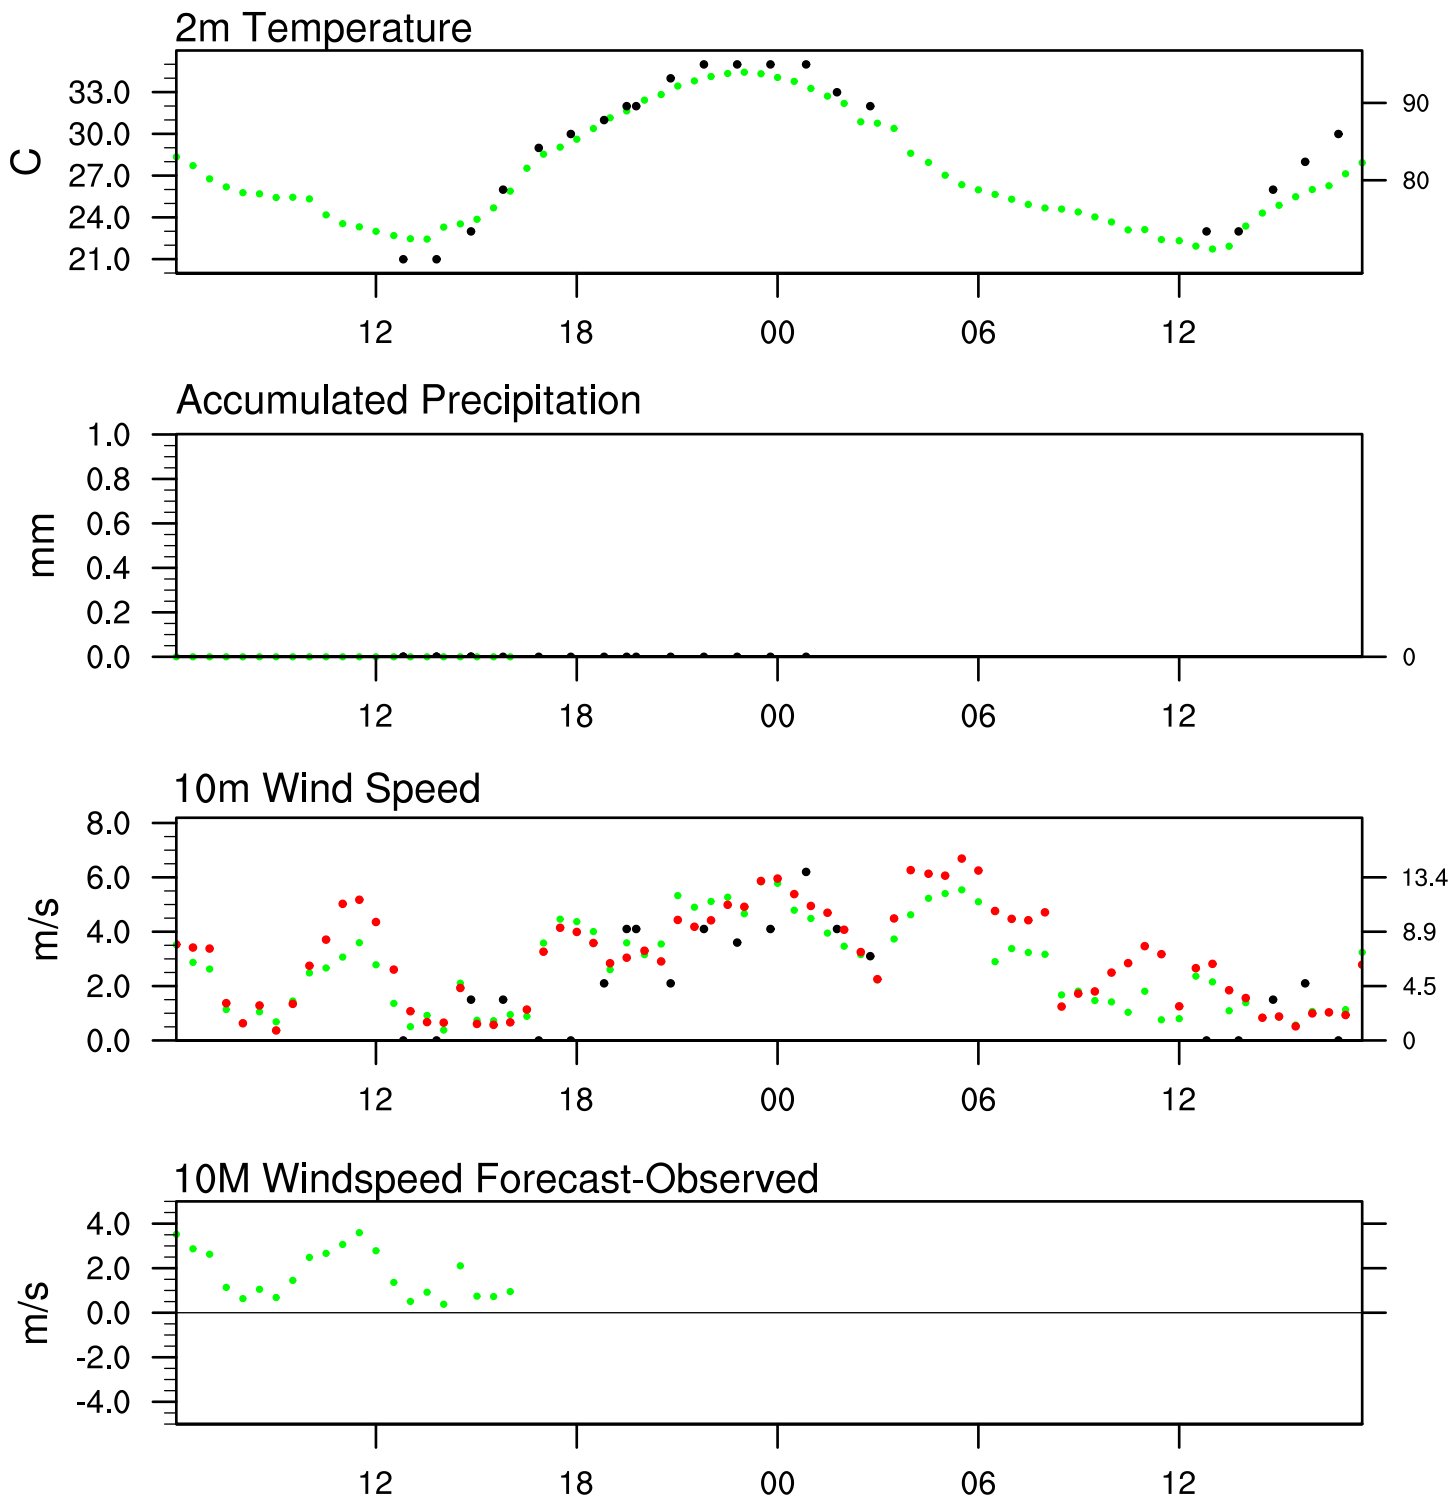 2m Temperature
33.0
30.0
27.0
24.0
21.0
C
90
80
12 18 00 06 12
Accumulated Precipitation
1.0
0.8
0.6
0.4
0.2
0.0
mm
0
12 18 00 06 12
10m Wind Speed
8.0
6.0
4.0
2.0
0.0
m/s
13.4
8.9
4.5
0
12 18 00 06 12
10M Windspeed Forecast-Observed
4.0
2.0
0.0
-2.0
-4.0
m/s
12 18 00 06 12